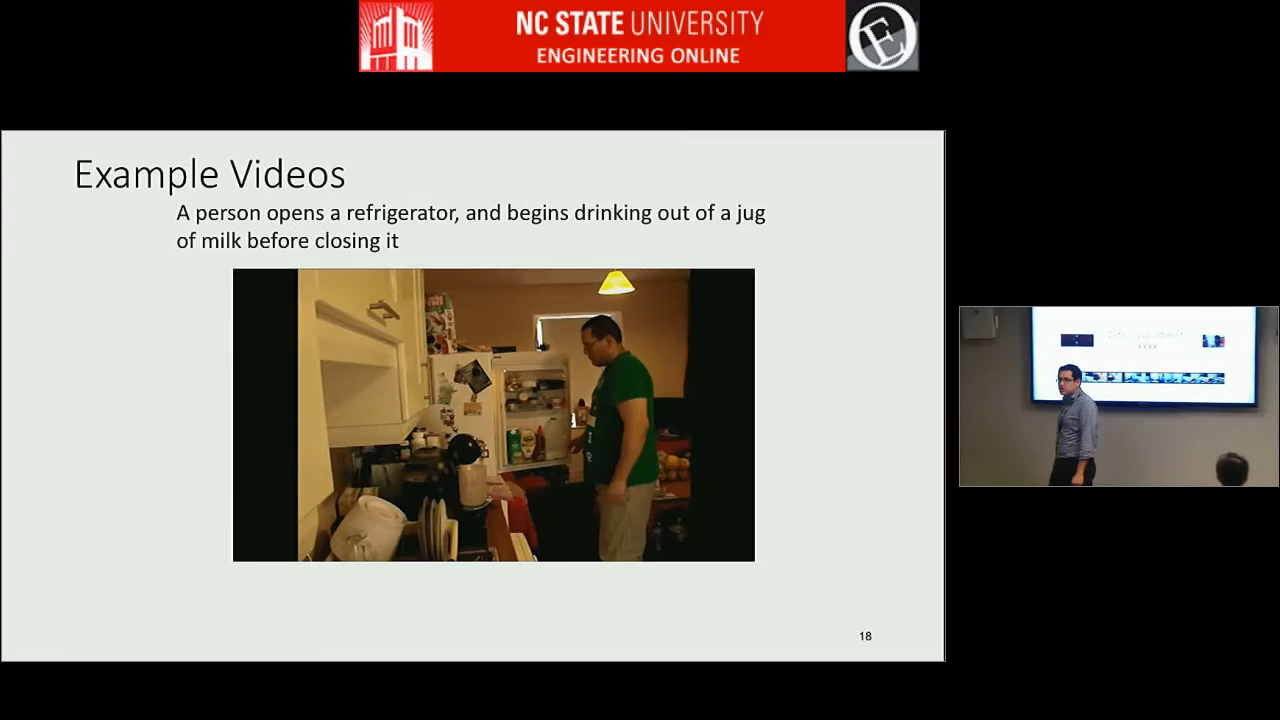 NC STATE UNIVERSITY
ENGINEERING ONLINE
Example Videos
A person opens a refrigerator, and begins drinking out of a jug
of milk before closing it
18